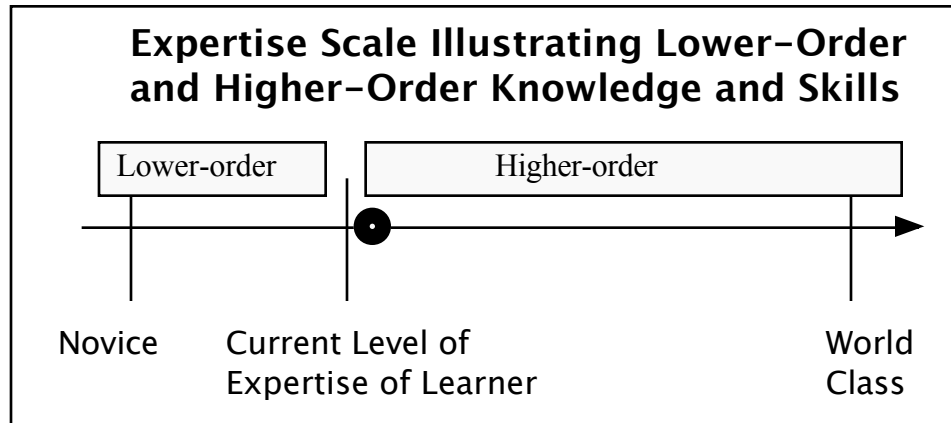 Expertise Scale Illustrating Lower-Order
and Higher-Order Knowledge and Skills
Lower-order
Higher-order
Novice
Current Level of
Expertise of Learner
World
Class